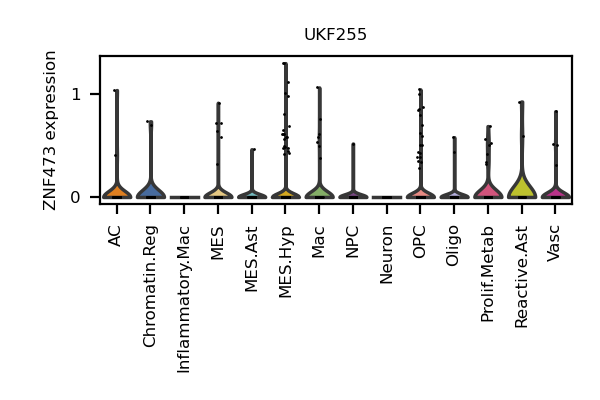 UKF255
ZNF473 expression
1
0
AC
Chromatin.Reg
Inflammatory.Mac
MES
MES.Ast
MES.Hyp
Mac
NPC
Neuron
OPC
Oligo
Prolif.Metab
Reactive.Ast
Vasc